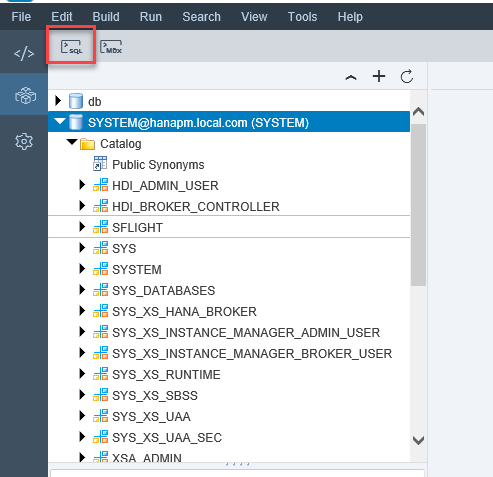 File Edit Build Run Search View Tools Help
SQL MDX
db
SYSTEM@hanapm.local.com (SYSTEM)
Catalog
Public Synonyms
HDI_ADMIN_USER
HDI_BROKER_CONTROLLER
SFLIGHT
SYS
SYSTEM
SYS_DATABASES
SYS_XS_HANA_BROKER
SYS_XS_INSTANCE_MANAGER_ADMIN_USER
SYS_XS_INSTANCE_MANAGER_BROKER_USER
SYS_XS_RUNTIME
SYS_XS_SBSS
SYS_XS_UAA
SYS_XS_UAA_SEC
XSA_ADMIN